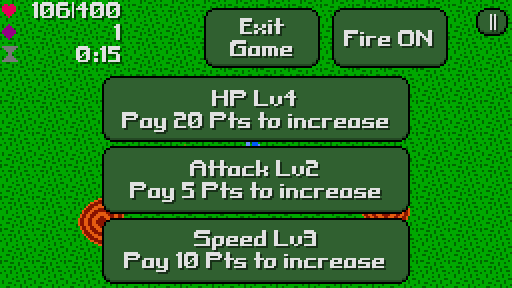 106|400
1
0:15
Exit
Game
Fire ON
HP Lv4
Pay 20 Pts to increase
Attack Lv2
Pay 5 Pts to increase
Speed Lv3
Pay 10 Pts to increase